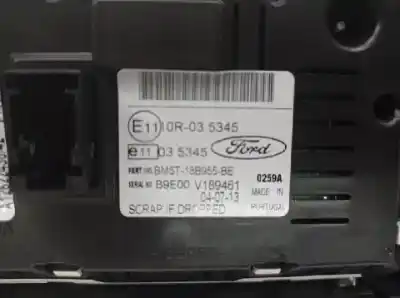 E11 10R-03 5345
e11 03 5345 Ford
PART NO. BM5T-18B955-BE
SERIAL NO B9E00 V189461 0259A
04-07-13 MADE IN
SCRAP IF DROPPED PORTUGAL